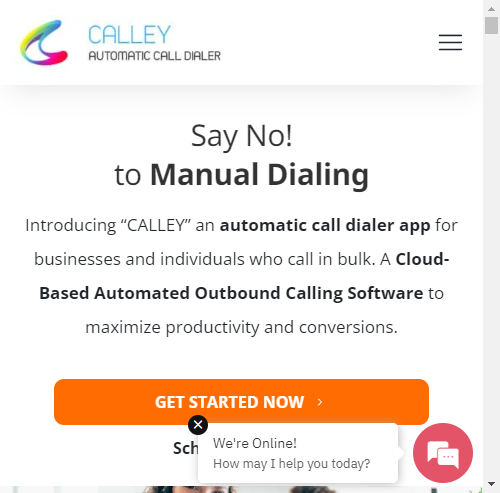 CALLEY
AUTOMATIC CALL DIALER
Say No!
to Manual Dialing
Introducing “CALLEY” an automatic call dialer app for
businesses and individuals who call in bulk. A Cloud-
Based Automated Outbound Calling Software to
maximize productivity and conversions.
GET STARTED NOW
We're Online!
How may I help you today?